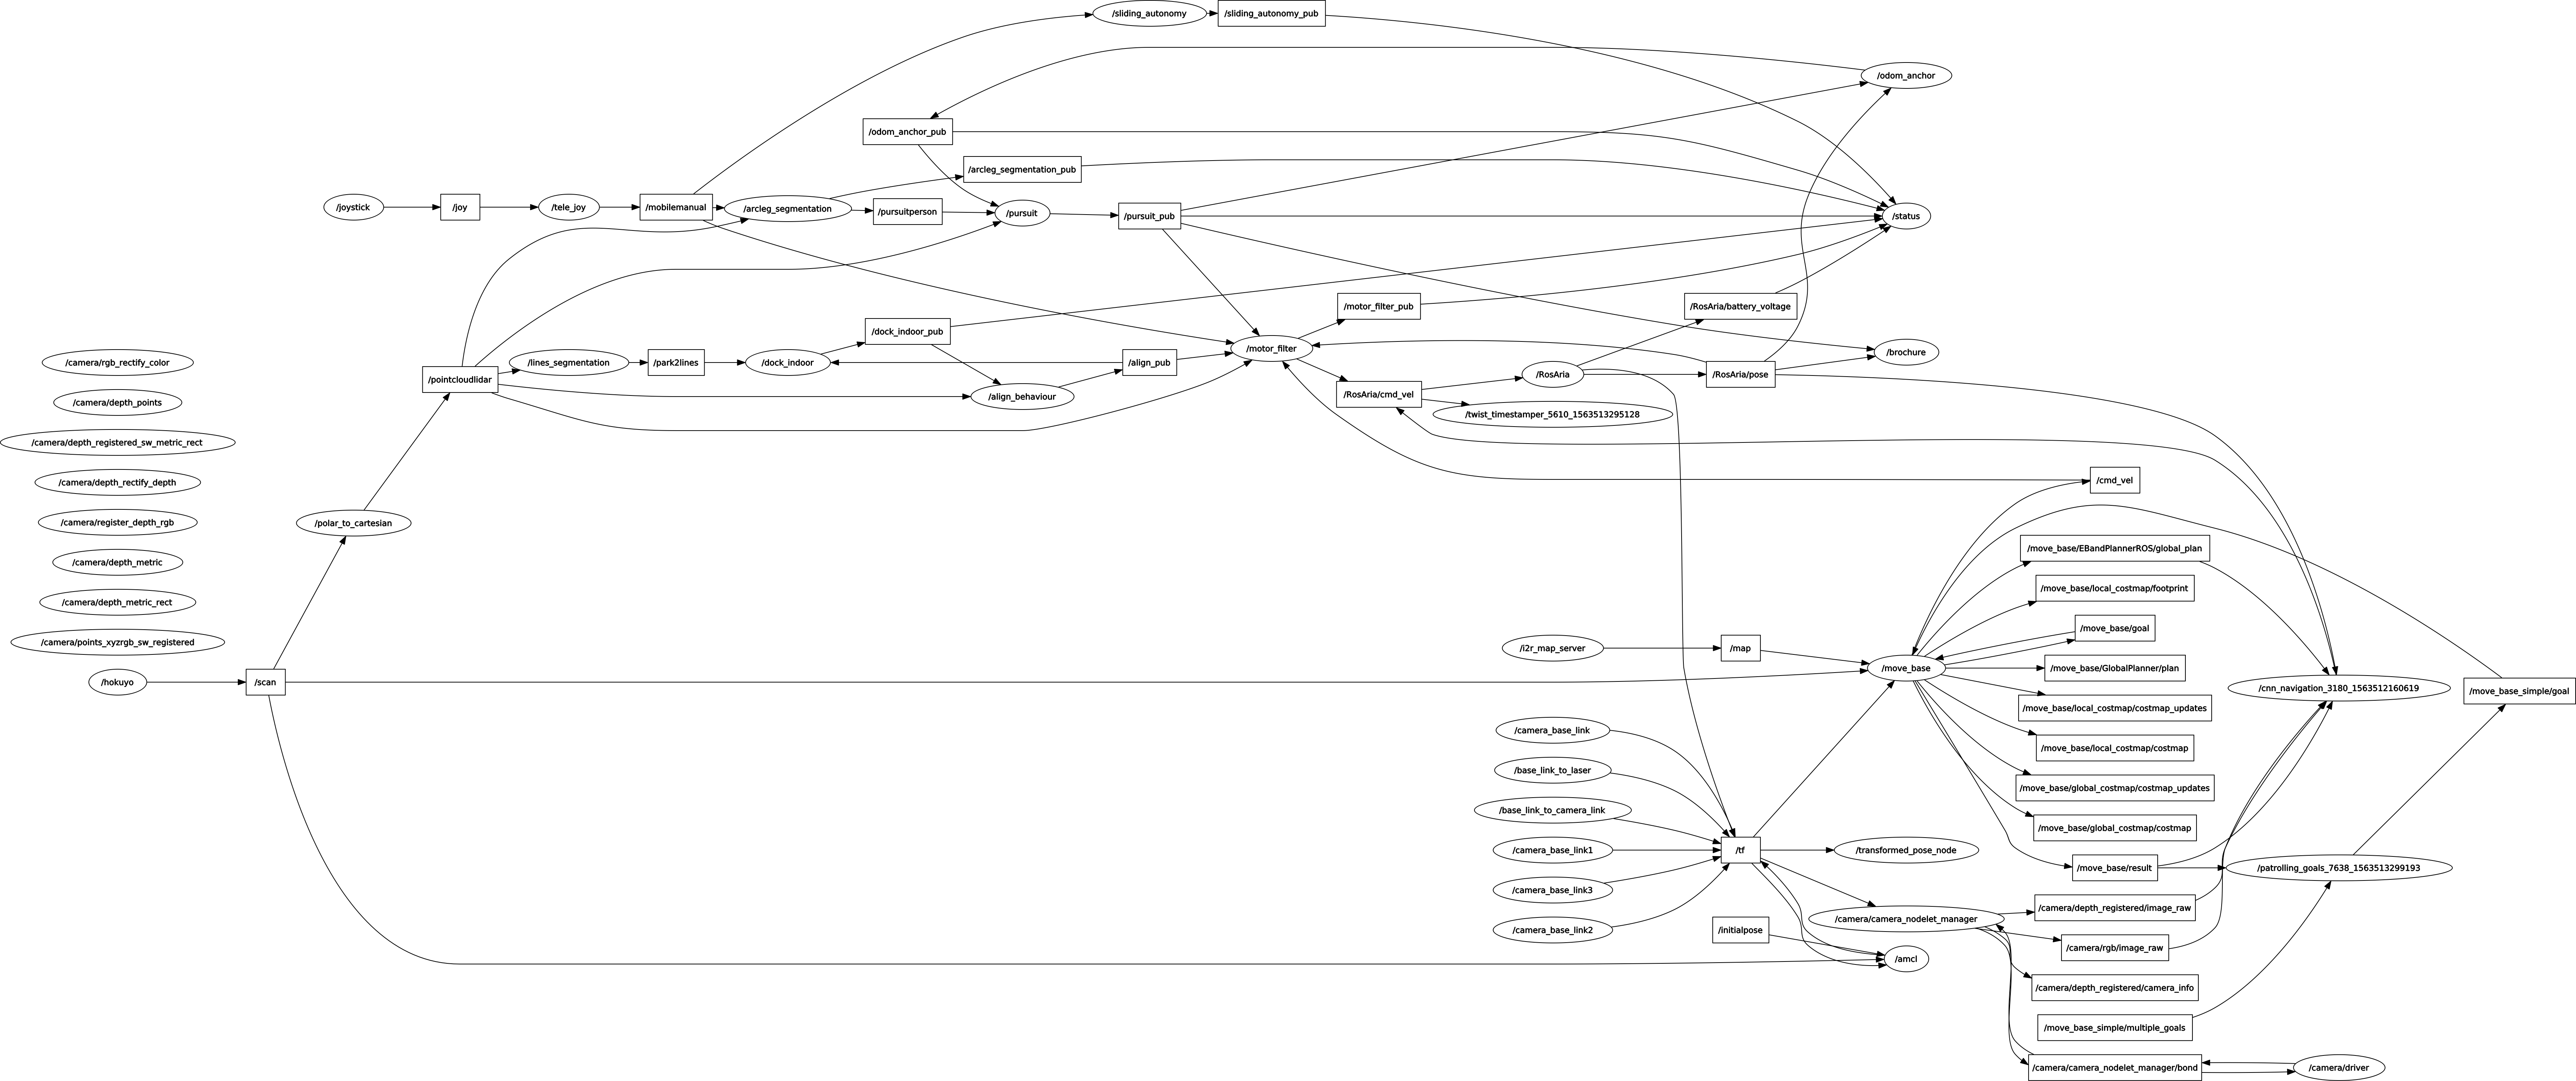 /sliding_autonomy
/sliding_autonomy_pub
/odom_anchor
/odom_anchor_pub
/arcleg_segmentation_pub
/joystick
/joy
/tele_joy
/mobilemanual
/arcleg_segmentation
/pursuitperson
/pursuit
/pursuit_pub
/status
/motor_filter_pub
/RosAria/battery_voltage
/dock_indoor_pub
/camera/rgb_rectify_color
/lines_segmentation
/park2lines
/dock_indoor
/align_pub
/motor_filter
/brochure
/pointcloudlidar
/align_behaviour
/RosAria
/RosAria/pose
/RosAria/cmd_vel
/camera/depth_points
/twist_timestamper_5610_1563513295128
/camera/depth_registered_sw_metric_rect
/camera/depth_rectify_depth
/cmd_vel
/camera/register_depth_rgb
/polar_to_cartesian
/move_base/EBandPlannerROS/global_plan
/camera/depth_metric
/move_base/local_costmap/footprint
/camera/depth_metric_rect
/move_base/goal
/camera/points_xyzrgb_sw_registered
/i2r_map_server
/map
/move_base
/move_base/GlobalPlanner/plan
/hokuyo
/scan
/cnn_navigation_3180_1563512160619
/move_base_simple/goal
/move_base/local_costmap/costmap_updates
/camera_base_link
/move_base/local_costmap/costmap
/base_link_to_laser
/move_base/global_costmap/costmap_updates
/base_link_to_camera_link
/move_base/global_costmap/costmap
/camera_base_link1
/tf
/transformed_pose_node
/move_base/result
/patrolling_goals_7638_1563513299193
/camera_base_link3
/camera/depth_registered/image_raw
/camera/camera_nodelet_manager
/camera_base_link2
/initialpose
/camera/rgb/image_raw
/amcl
/camera/depth_registered/camera_info
/move_base_simple/multiple_goals
/camera/camera_nodelet_manager/bond
/camera/driver